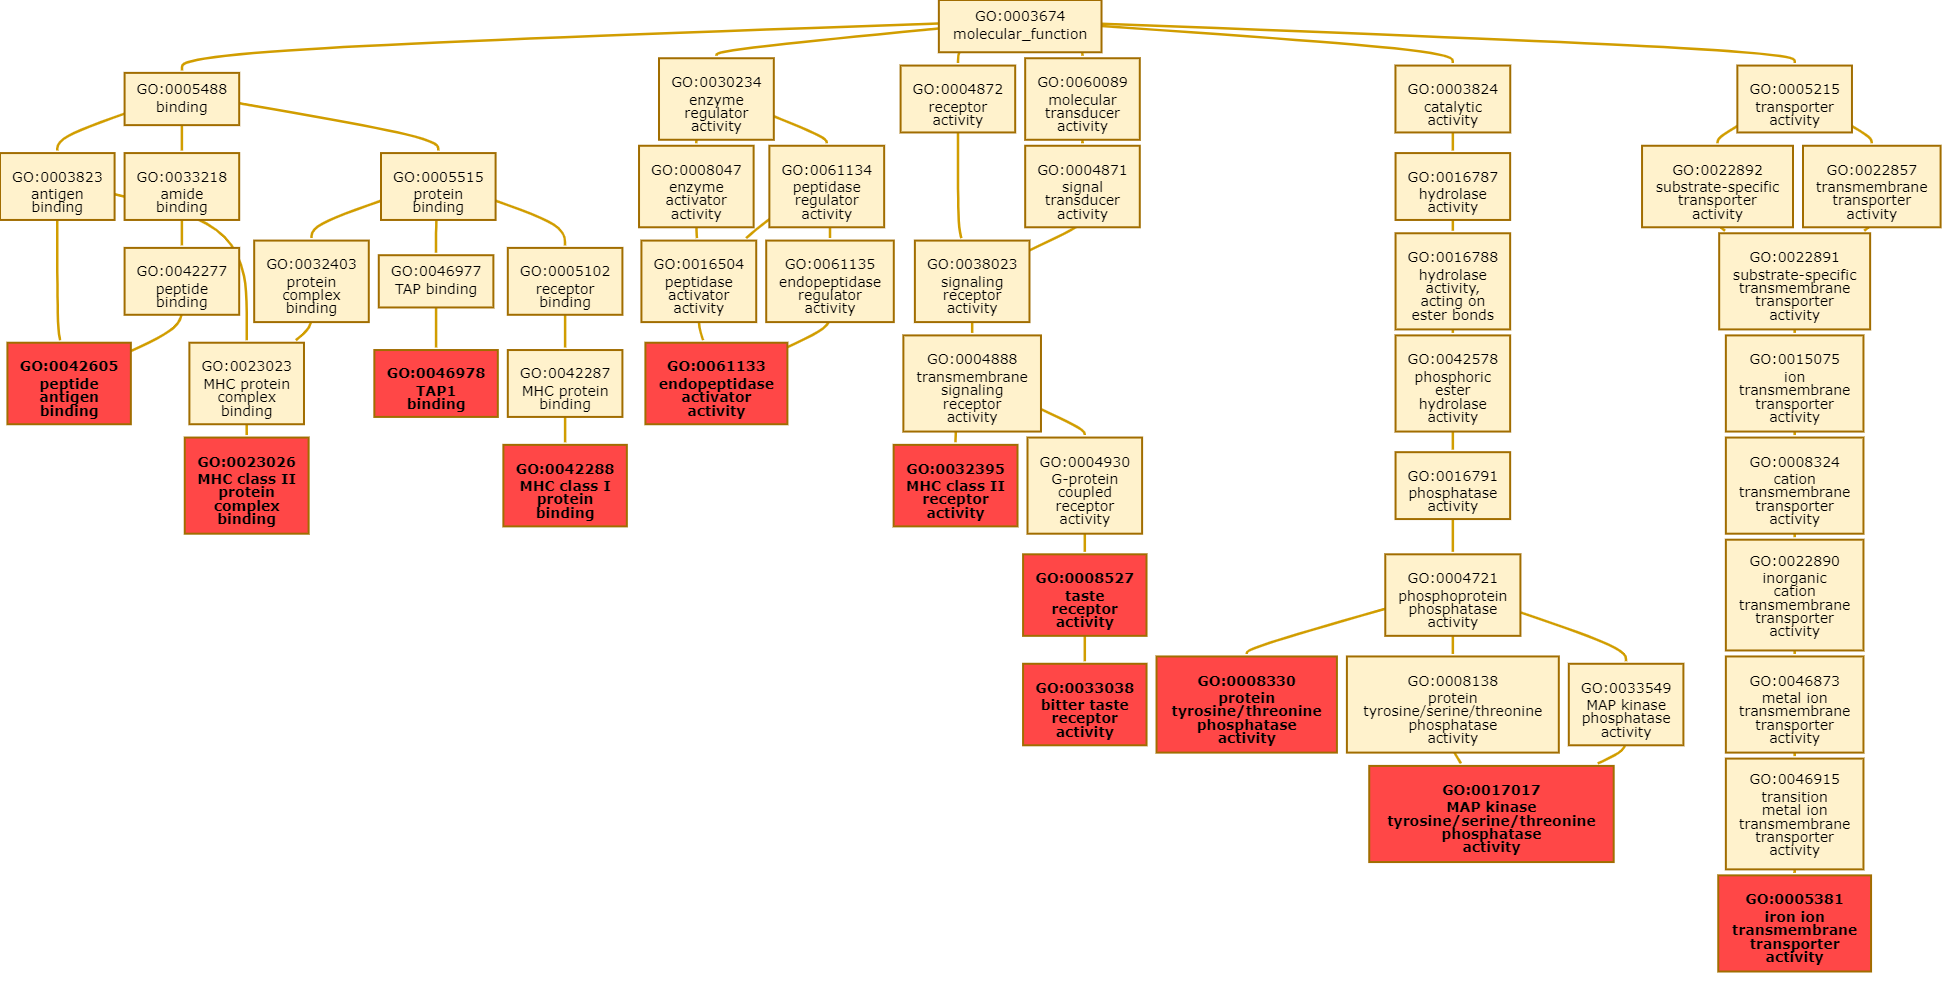 GO:0003674
molecular_function
GO:0005488
binding
GO:0030234
enzyme
regulator
activity
GO:0004872
receptor
activity
GO:0060089
molecular
transducer
activity
GO:0003824
catalytic
activity
GO:0005215
transporter
activity
GO:0003823
antigen
binding
GO:0033218
amide
binding
GO:0005515
protein
binding
GO:0008047
enzyme
activator
activity
GO:0061134
peptidase
regulator
activity
GO:0004871
signal
transducer
activity
GO:0016787
hydrolase
activity
GO:0022892
substrate-specific
transporter
activity
GO:0022857
transmembrane
transporter
activity
GO:0042277
peptide
binding
GO:0032403
protein
complex
binding
GO:0046977
TAP binding
GO:0005102
receptor
binding
GO:0016504
peptidase
activator
activity
GO:0061135
endopeptidase
regulator
activity
GO:0038023
signaling
receptor
activity
GO:0016788
hydrolase
activity,
acting on
ester bonds
GO:0022891
substrate-specific
transmembrane
transporter
activity
GO:0042605
peptide
antigen
binding
GO:0023023
MHC protein
complex
binding
GO:0046978
TAP1
binding
GO:0042287
MHC protein
binding
GO:0061133
endopeptidase
activator
activity
GO:0004888
transmembrane
signaling
receptor
activity
GO:0042578
phosphoric
ester
hydrolase
activity
GO:0015075
ion
transmembrane
transporter
activity
GO:0023026
MHC class II
protein
complex
binding
GO:0042288
MHC class I
protein
binding
GO:0032395
MHC class II
receptor
activity
GO:0004930
G-protein
coupled
receptor
activity
GO:0016791
phosphatase
activity
GO:0008324
cation
transmembrane
transporter
activity
GO:0008527
taste
receptor
activity
GO:0004721
phosphoprotein
phosphatase
activity
GO:0022890
inorganic
cation
transmembrane
transporter
activity
GO:0033038
bitter taste
receptor
activity
GO:0008330
protein
tyrosine/threonine
phosphatase
activity
GO:0008138
protein
tyrosine/serine/threonine
phosphatase
activity
GO:0033549
MAP kinase
phosphatase
activity
GO:0046873
metal ion
transmembrane
transporter
activity
GO:0017017
MAP kinase
tyrosine/serine/threonine
phosphatase
activity
GO:0046915
transition
metal ion
transmembrane
transporter
activity
GO:0005381
iron ion
transmembrane
transporter
activity